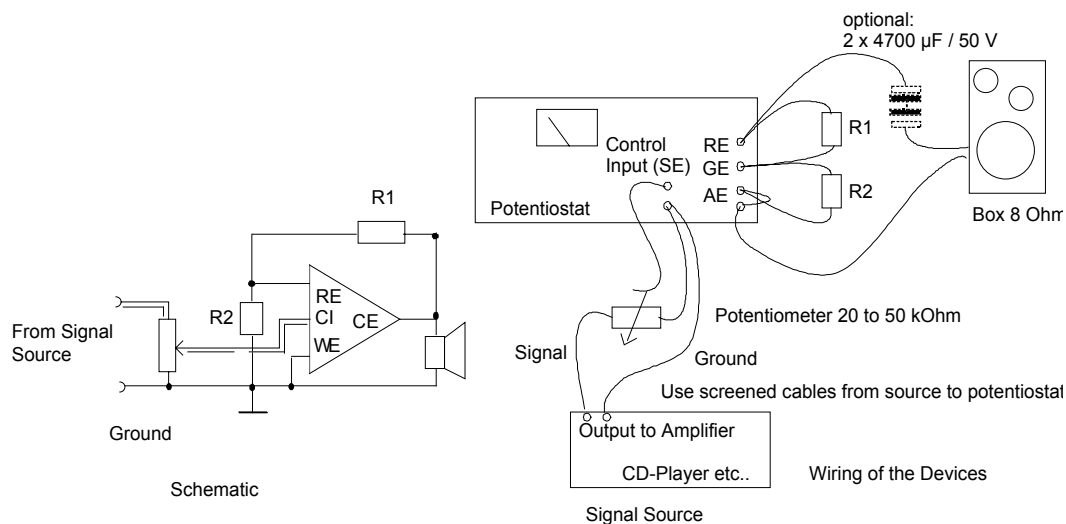 optional:
2 x 4700 µF / 50 V
R1
RE
Control
Input (SE)
GE
R2
AE
Potentiostat
Box 8 Ohm
R1
RE
R2
CI
CE
WE
From Signal
Source
Potentiometer 20 to 50 kOhm
Signal
Ground
Use screened cables from source to potentiostat
Ground
Output to Amplifier
CD-Player etc..
Wiring of the Devices
Schematic
Signal Source